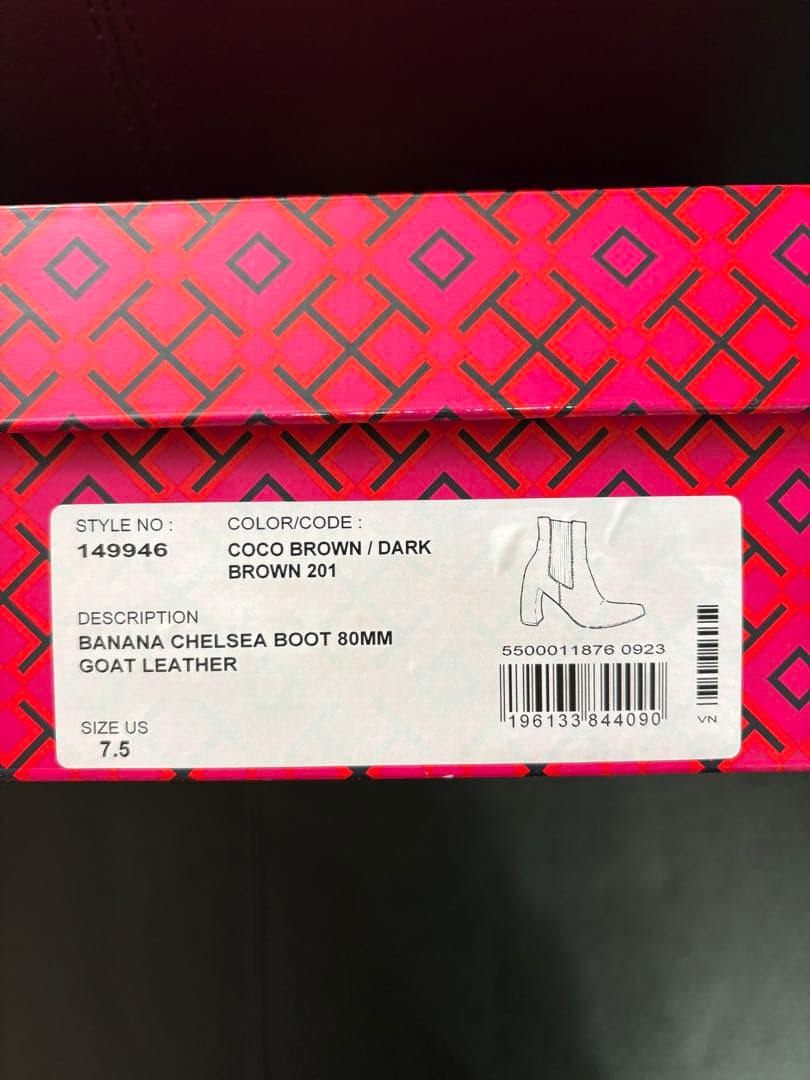 STYLE NO :
149946
COLOR/CODE :
COCO BROWN / DARK
BROWN 201
DESCRIPTION
BANANA CHELSEA BOOT 80MM
GOAT LEATHER
SIZE US
7.5
5500011876 0923
196133 844090
VN